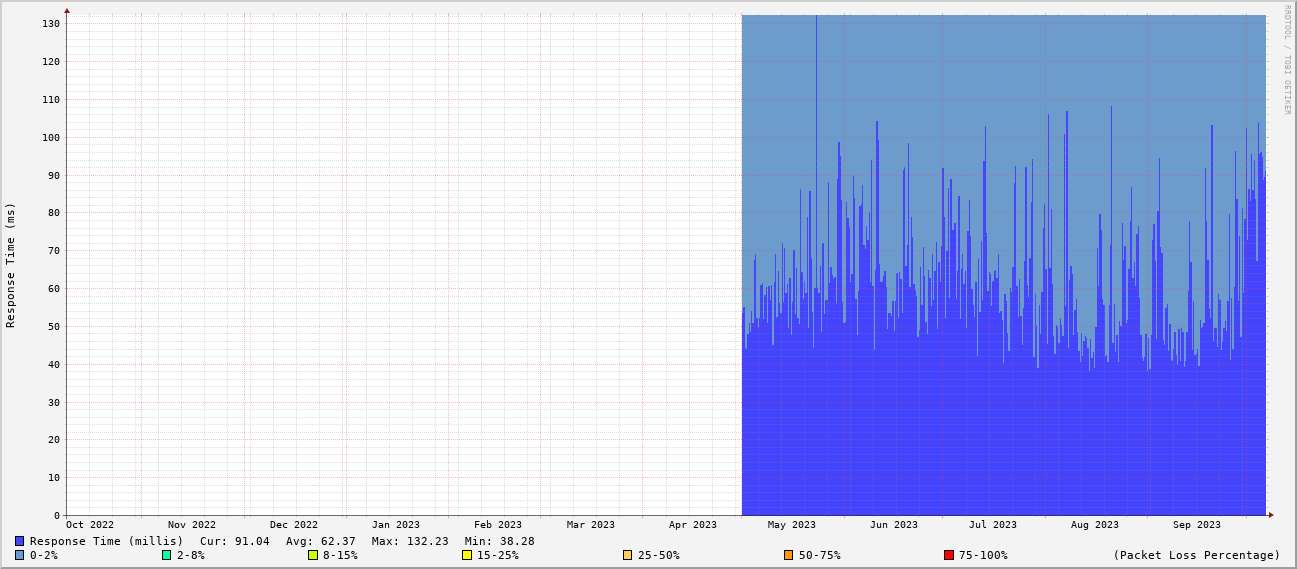 RRDTOOL / TOBI OETIKER
Response Time (ms)
130
120
110
100
90
80
70
60
50
40
30
20
10
0
Oct 2022 Nov 2022 Dec 2022 Jan 2023 Feb 2023 Mar 2023 Apr 2023 May 2023 Jun 2023 Jul 2023 Aug 2023 Sep 2023
Response Time (millis) Cur: 91.04 Avg: 62.37 Max: 132.23 Min: 38.28
0-2% 2-8% 8-15% 15-25% 25-50% 50-75% 75-100% (Packet Loss Percentage)